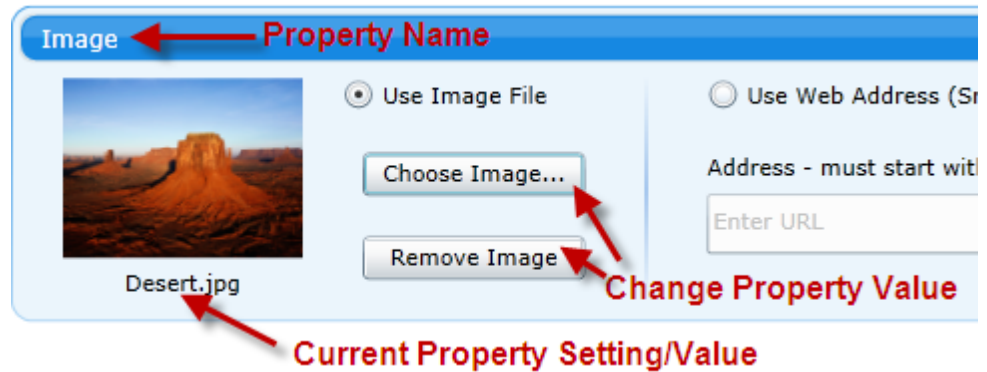 Image
Property Name
Use Image File
Use Web Address (Sr
Choose Image...
Address - must start wit
Enter URL
Remove Image
Desert.jpg
Change Property Value
Current Property Setting/Value